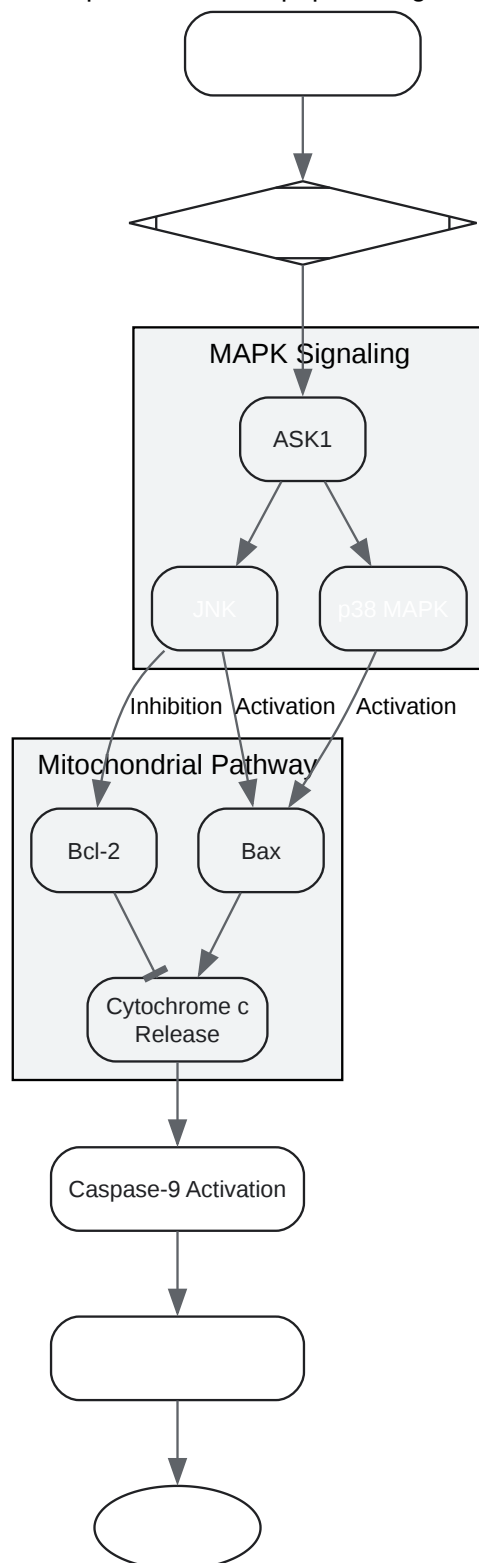 MAPK Signaling
ASK1
JNK
p38 MAPK
Inhibition
Activation
Activation
Mitochondrial Pathway
Bcl-2
Bax
Cytochrome c
Release
Caspase-9 Activation